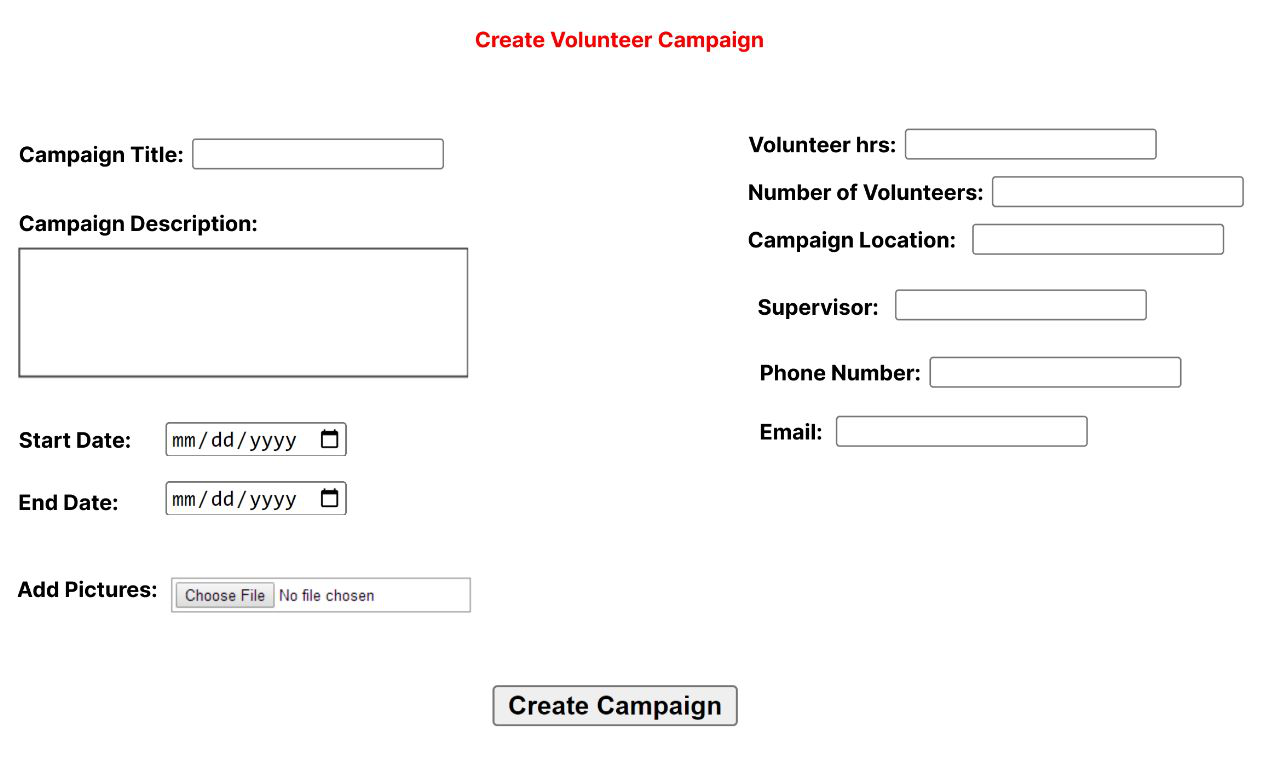 Create Volunteer Campaign
Campaign Title:
Campaign Description:
Start Date: mm/dd/yyyy
End Date: mm/dd/yyyy
Add Pictures: Choose File No file chosen
Volunteer hrs:
Number of Volunteers:
Campaign Location:
Supervisor:
Phone Number:
Email:
Create Campaign